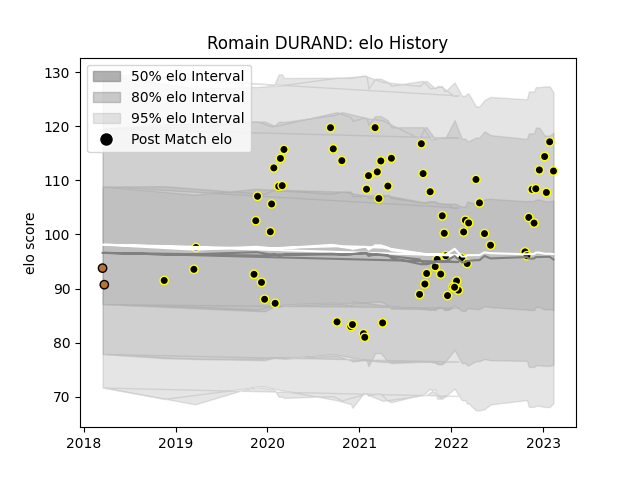 Romain DURAND: elo History
50% elo Interval
80% elo Interval
95% elo Interval
Post Match elo
elo score
130
120
110
100
90
80
70
2018
2019
2020
2021
2022
2023